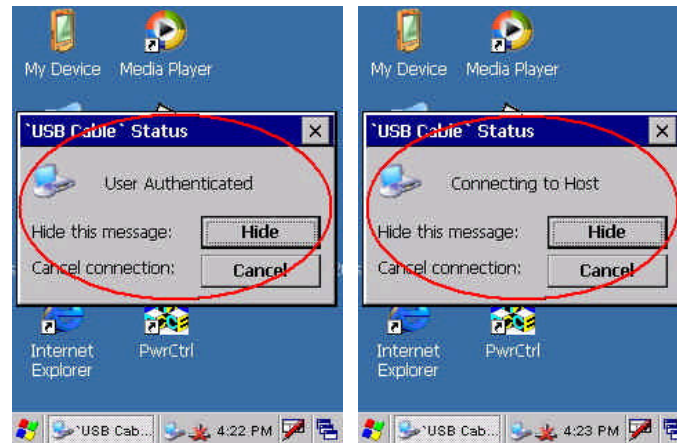 My Device Media Player
`USB Cable` Status
User Authenticated
Hide this message: Hide
Cancel connection: Cancel
Internet Explorer PwrCtrl
`USB Cab... 4:22 PM
My Device Media Player
`USB Cable` Status
Connecting to Host
Hide this message: Hide
Cancel connection: Cancel
Internet Explorer PwrCtrl
`USB Cab... 4:23 PM